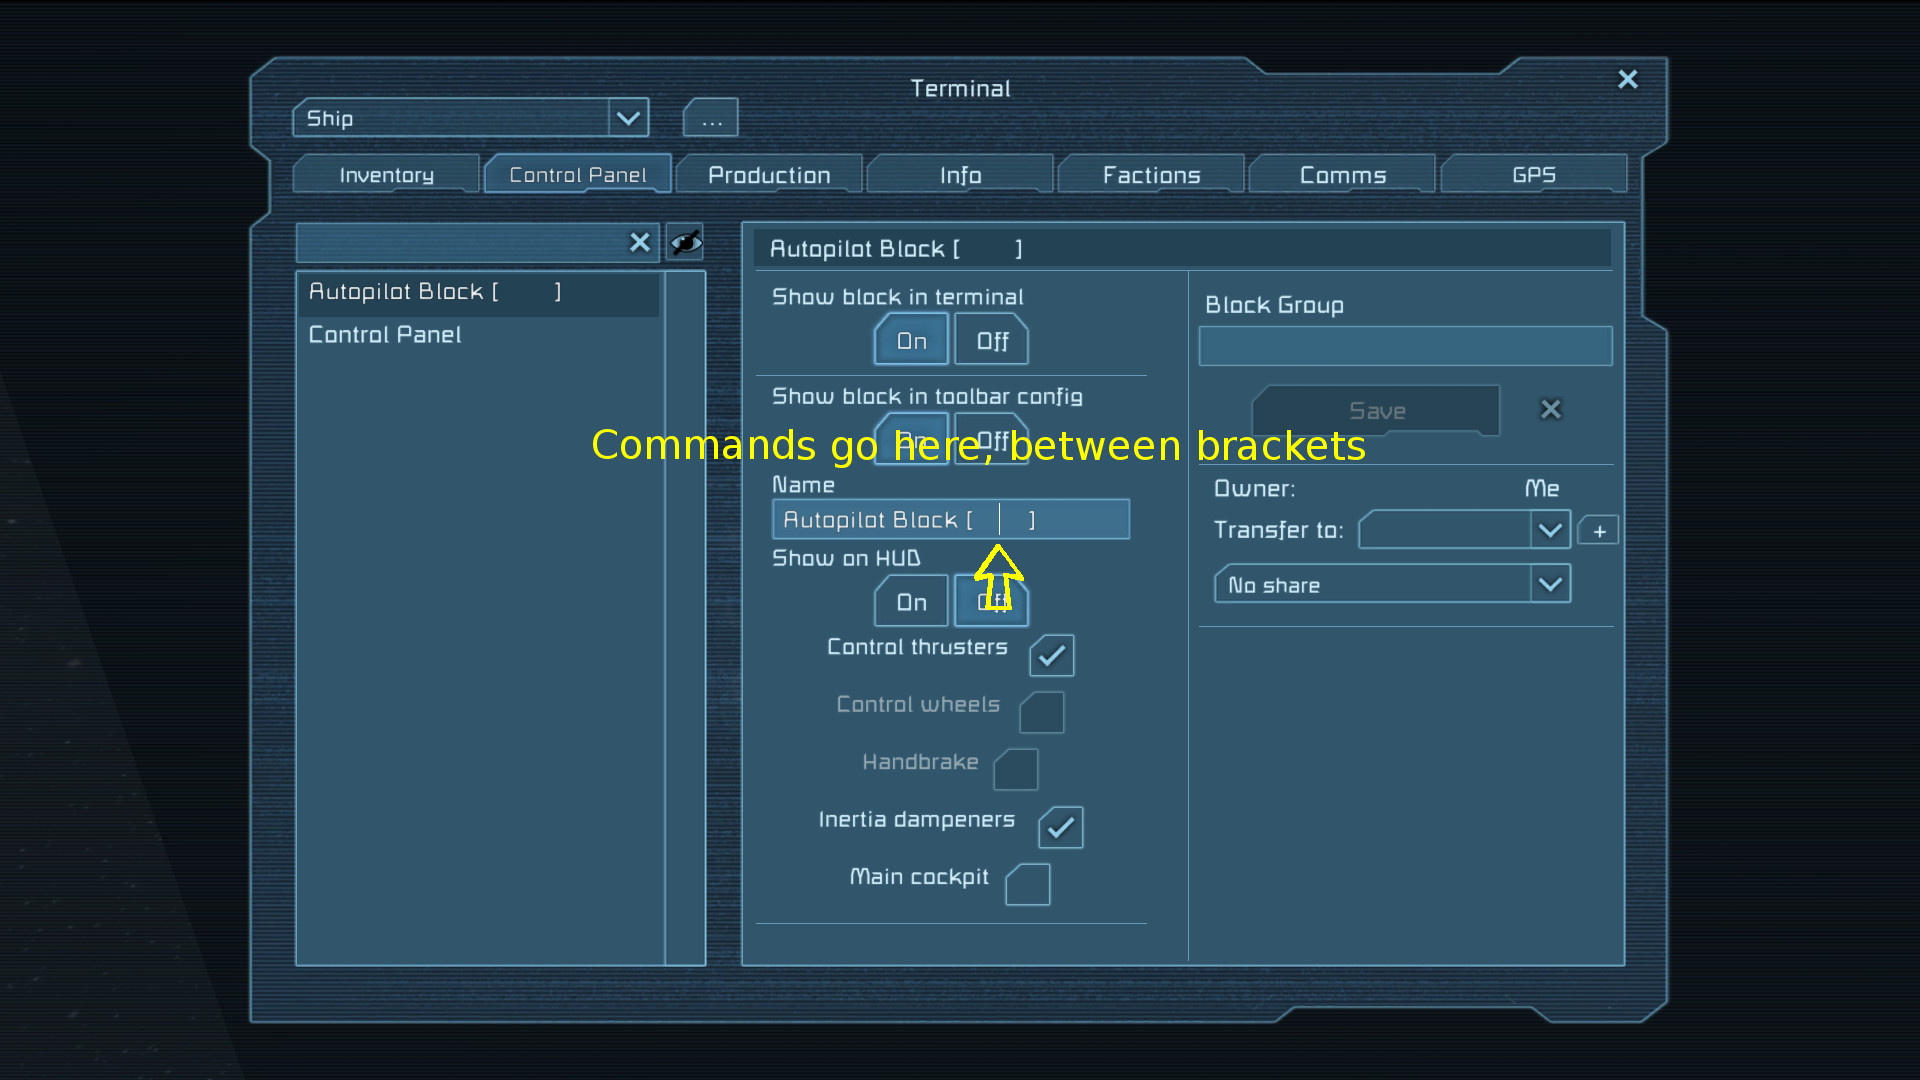 Terminal
Ship
...
Inventory
Control Panel
Production
Info
Factions
Comms
GPS
Autopilot Block [ ]
Control Panel
Autopilot Block [ ]
Show block in terminal
On
Off
Show block in toolbar config
On
Off
Commands go here, between brackets
Name
Autopilot Block [ ]
Show on HUD
On
Off
Control thrusters
Control wheels
Handbrake
Inertia dampeners
Main cockpit
Block Group
Save
Owner: Me
Transfer to:
+
No share